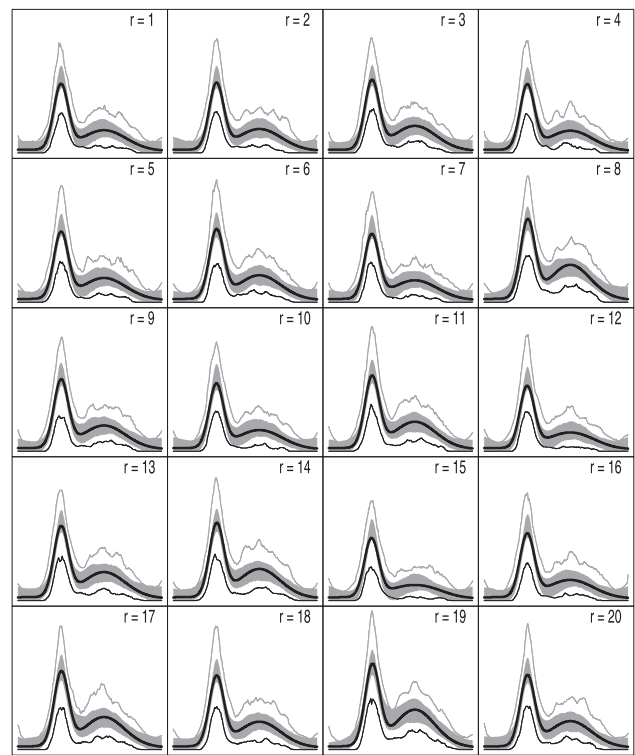 r = 1
r = 2
r = 3
r = 4
r = 5
r = 6
r = 7
r = 8
r = 9
r = 10
r = 11
r = 12
r = 13
r = 14
r = 15
r = 16
r = 17
r = 18
r = 19
r = 20